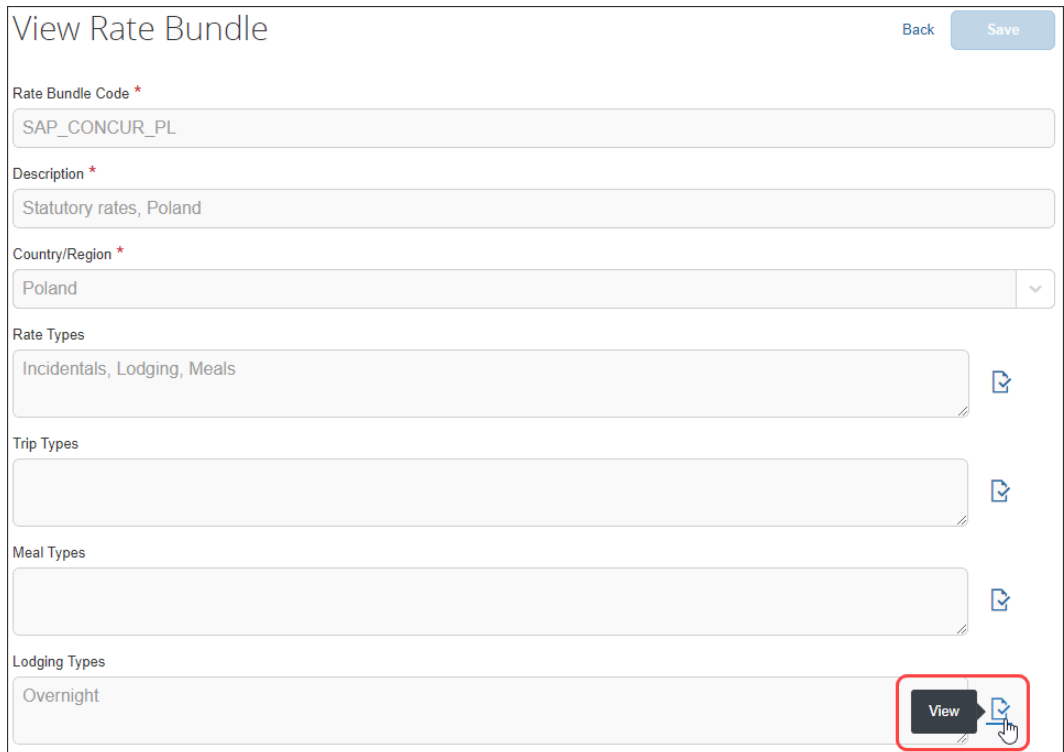 View Rate Bundle
Back
Save
Rate Bundle Code *
SAP_CONCUR_PL
Description *
Statutory rates, Poland
Country/Region *
Poland
Rate Types
Incidentals, Lodging, Meals
Trip Types
Meal Types
Lodging Types
Overnight
View